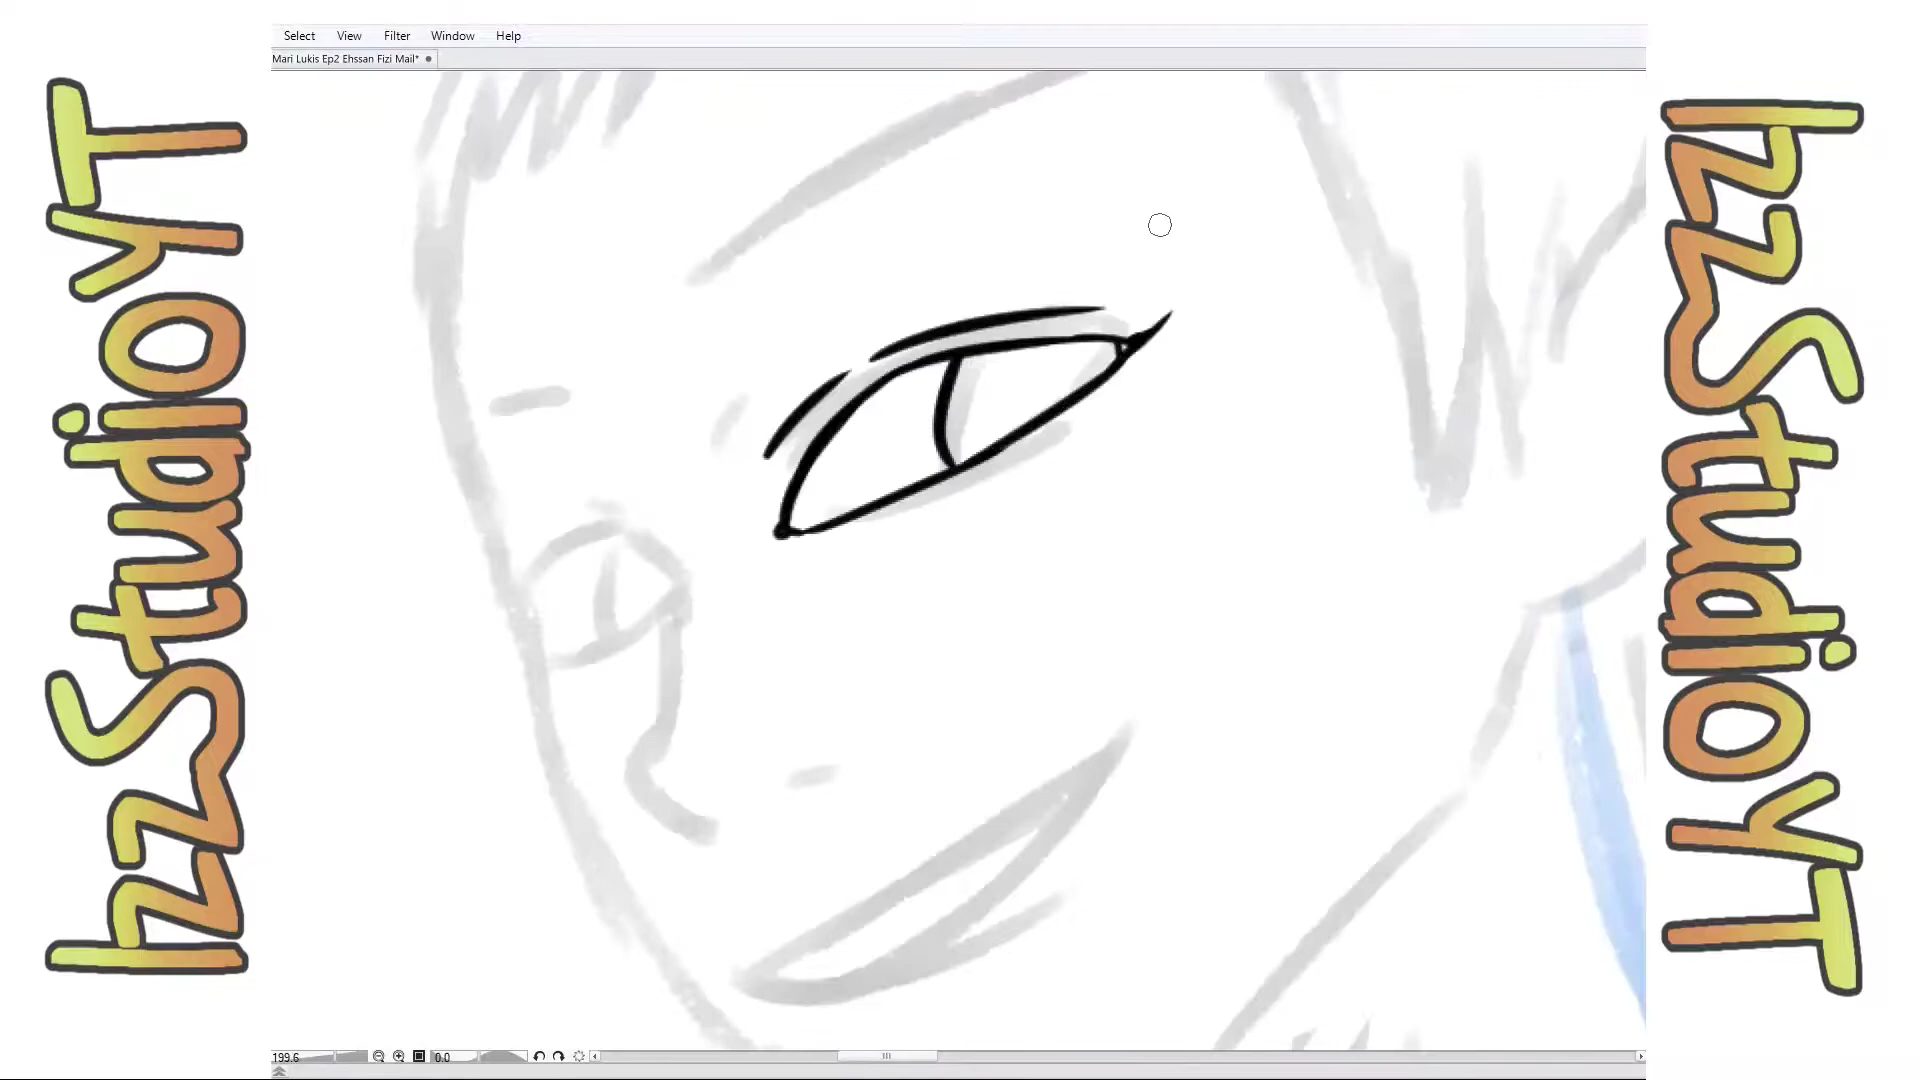 Select View Filter Window Help
Mari Lukis Ep2 Ehssan Fizi Mail*
IzzStudioYT
IzzStudioYT
199.6 0.0